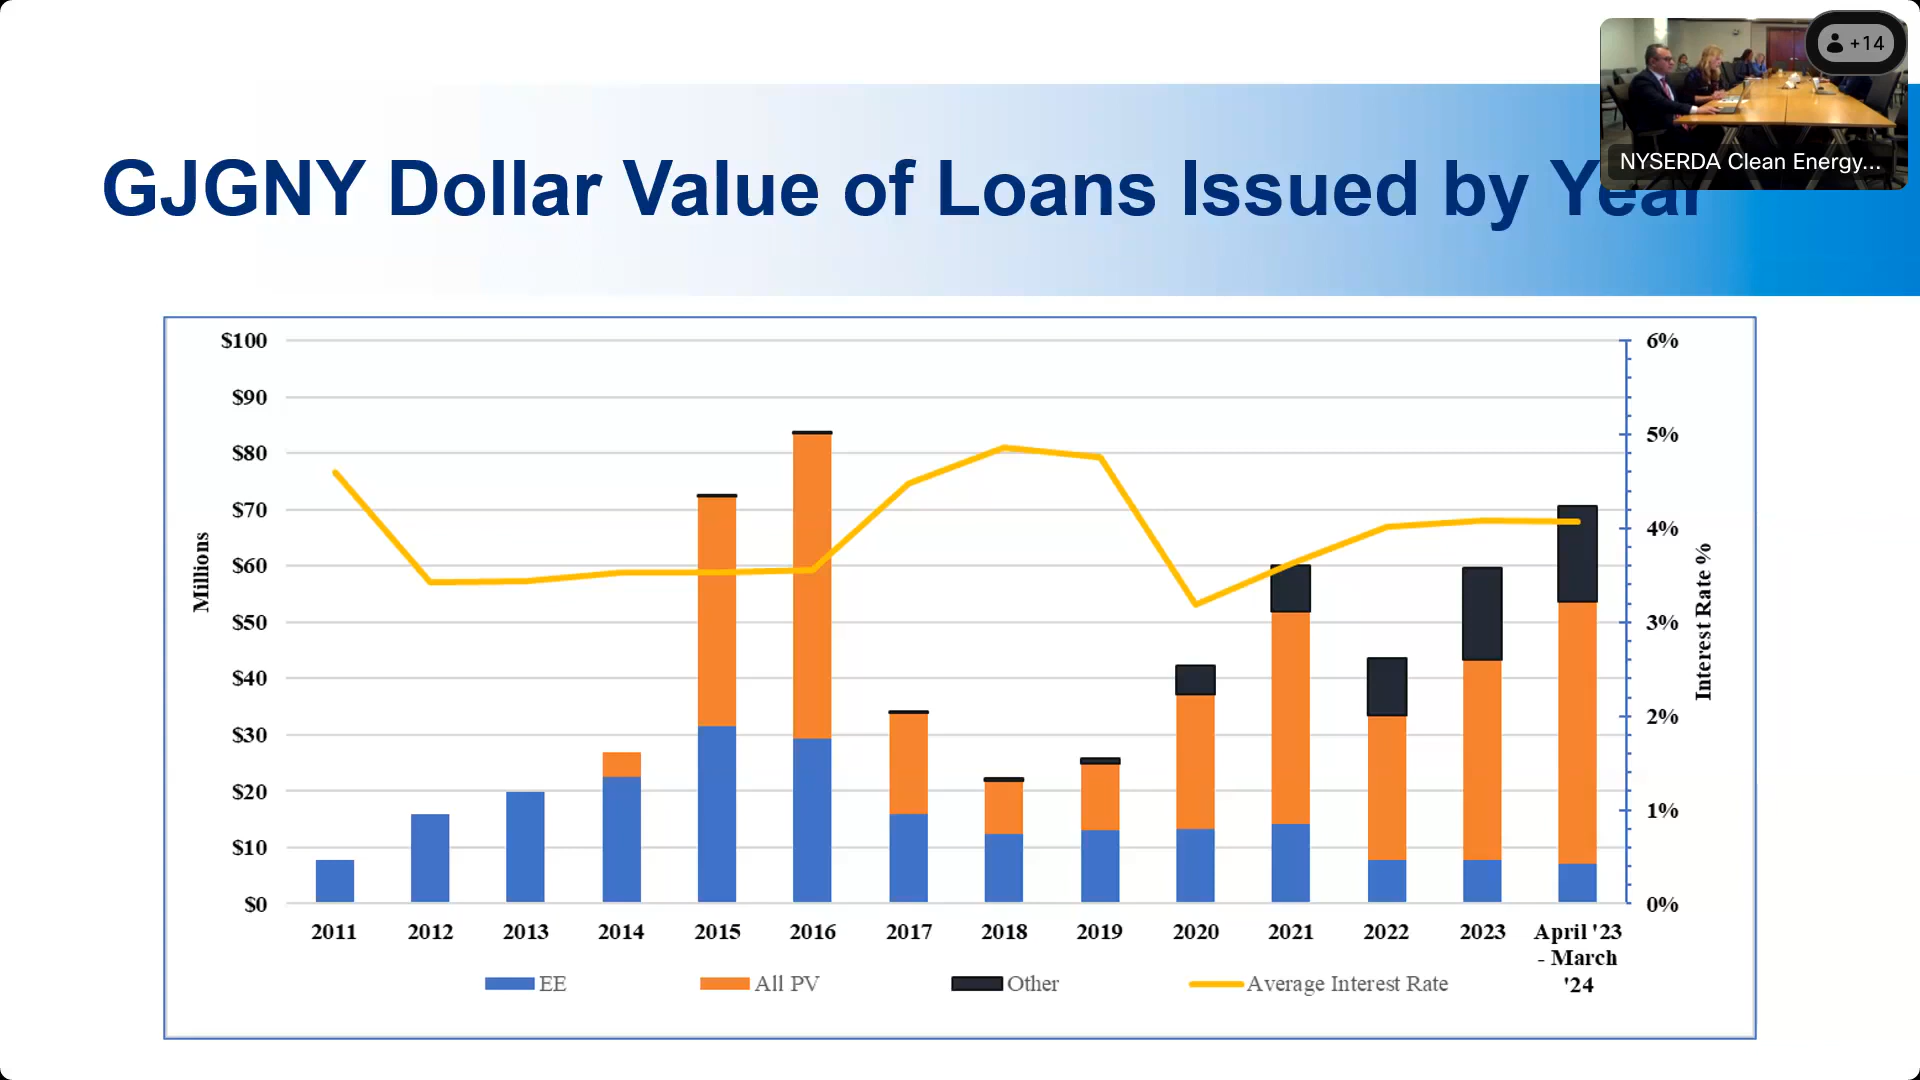 +14
NYSERDA Clean Energy...
GJGNY Dollar Value of Loans Issued by Year
$100
$90
$80
$70
$60
$50
$40
$30
$20
$10
$0
Millions
6%
5%
4%
3%
2%
1%
0%
Interest Rate %
2011 2012 2013 2014 2015 2016 2017 2018 2019 2020 2021 2022 2023 April '23
- March
'24
EE All PV Other Average Interest Rate